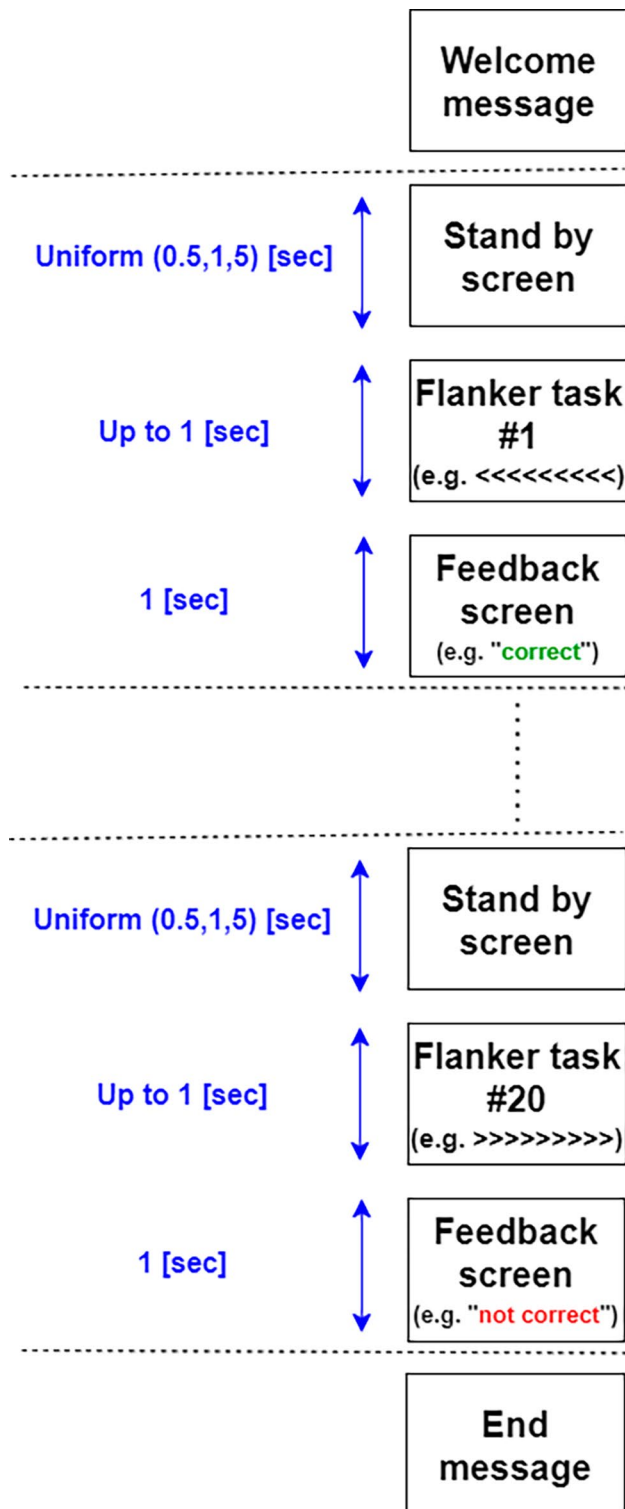 Welcome
message
Uniform (0.5,1,5) [sec]
Stand by
screen
Up to 1 [sec]
Flanker task
#1
(e.g. <<<<<<<<<)
1 [sec]
Feedback
screen
(e.g. "correct")
Uniform (0.5,1,5) [sec]
Stand by
screen
Up to 1 [sec]
Flanker task
#20
(e.g. >>>>>>>>>)
1 [sec]
Feedback
screen
(e.g. "not correct")
End
message